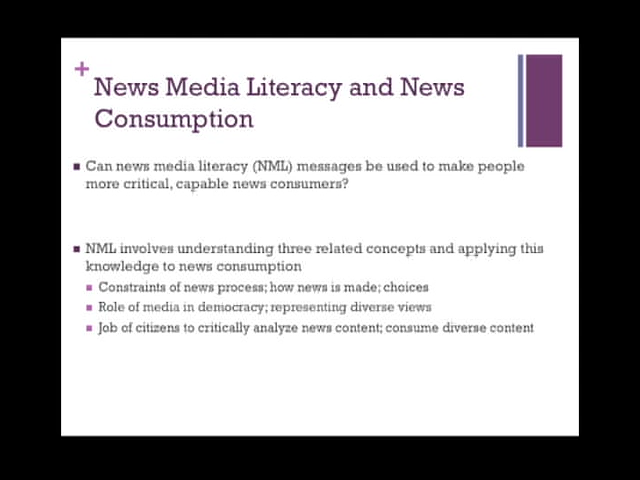 +
News Media Literacy and News
Consumption
Can news media literacy (NML) messages be used to make people
more critical, capable news consumers?
NML involves understanding three related concepts and applying this
knowledge to news consumption
Constraints of news process; how news is made; choices
Role of media in democracy; representing diverse views
Job of citizens to critically analyze news content; consume diverse content